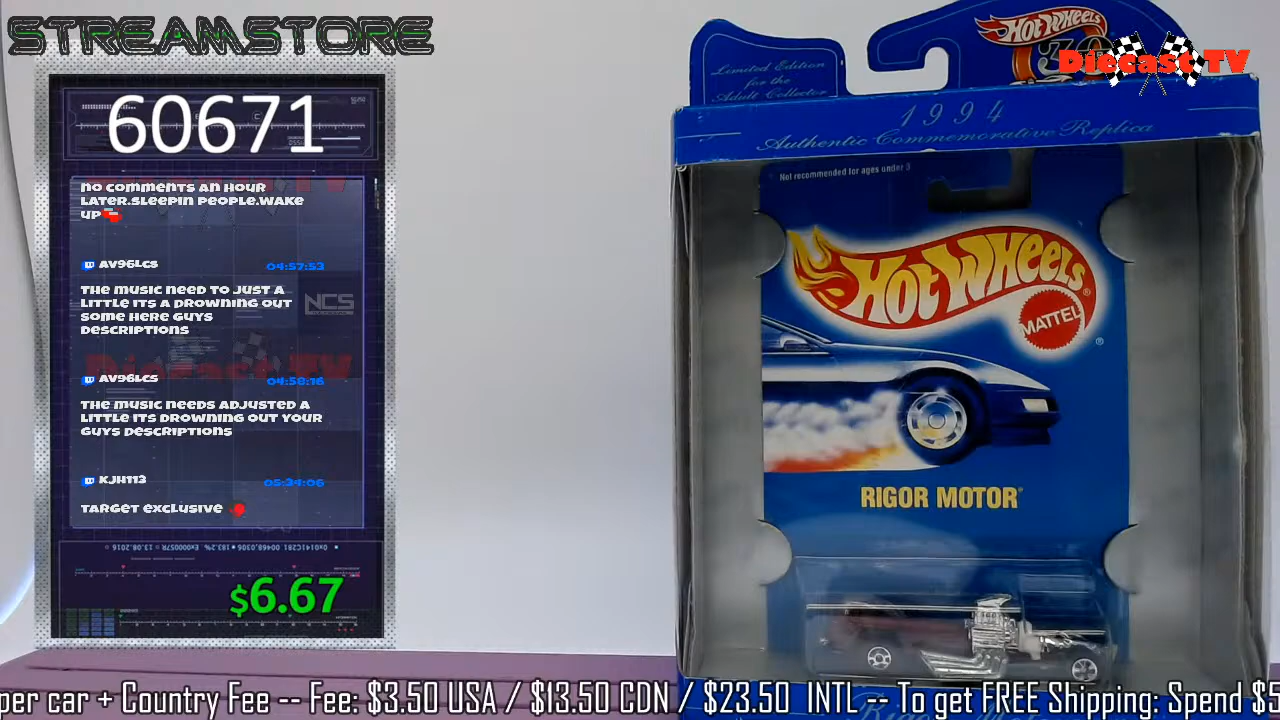 STREAMSTORE
60671
NO COMMENTS AN HOUR
LATER.SLEEPIN PEOPLE.WAKE
UP
AV96LCS 04:57:53
THE MUSIC NEED TO JUST A
LITTLE ITS A DROWNING OUT
SOME HERE GUYS
DESCRIPTIONS
NCS
Diecast TV
AV96LCS 04:58:16
THE MUSIC NEEDS ADJUSTED A
LITTLE ITS DROWNING OUT YOUR
GUYS DESCRIPTIONS
KJH113 05:34:06
TARGET EXCLUSIVE
$6.67
Hot Wheels
Diecast TV
Limited Edition
for the
Adult Collector
1994
Authentic Commemorative Replica
Not recommended for ages under 3
Hot Wheels®
MATTEL
®
RIGOR MOTOR®
per car + Country Fee -- Fee: $3.50 USA / $13.50 CDN / $23.50 INTL -- To get FREE Shipping: Spend $5